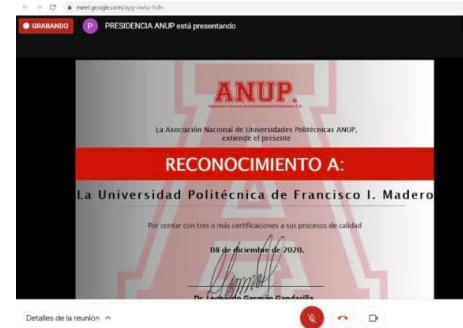 meet.google.com/ayg-owhz-hdn
GRABANDO
P
PRESIDENCIA ANUP está presentando
ANUP.
La Asociación Nacional de Universidades Politécnicas ANUP,
extiende el presente
RECONOCIMIENTO A:
La Universidad Politécnica de Francisco I. Madero
Por contar con tres o más certificaciones a sus procesos de calidad
08 de diciembre de 2020.
Dr. Leonardo Germán Gandarilla
Detalles de la reunión